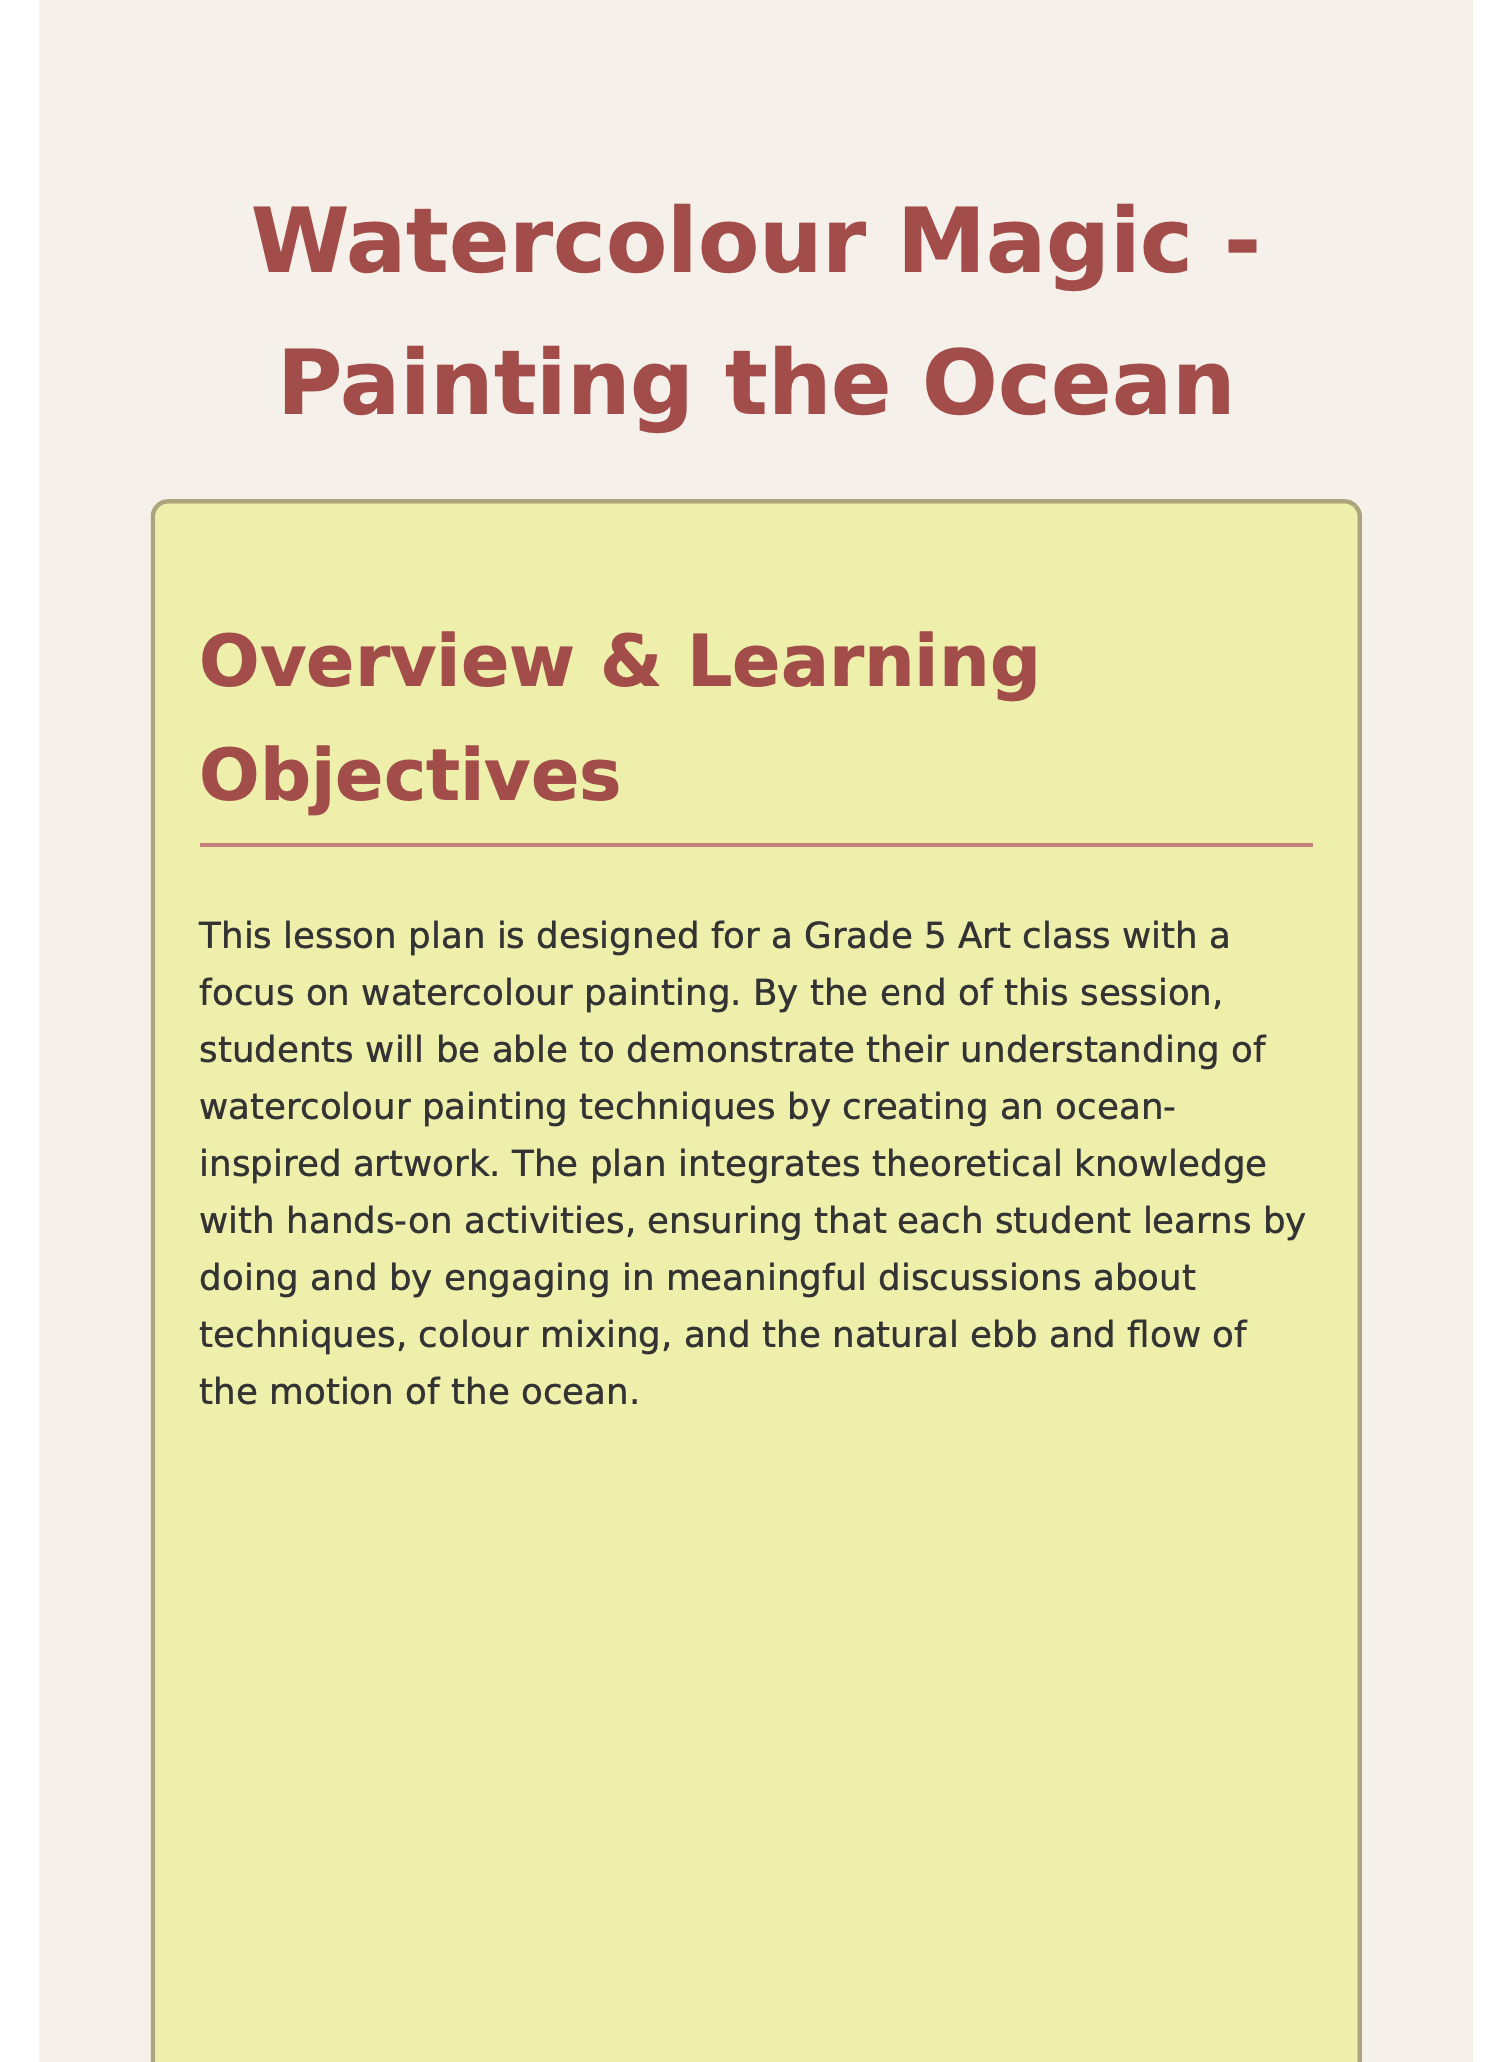 Watercolour Magic -
Painting the Ocean
Overview & Learning
Objectives
This lesson plan is designed for a Grade 5 Art class with a
focus on watercolour painting. By the end of this session,
students will be able to demonstrate their understanding of
watercolour painting techniques by creating an ocean-
inspired artwork. The plan integrates theoretical knowledge
with hands-on activities, ensuring that each student learns by
doing and by engaging in meaningful discussions about
techniques, colour mixing, and the natural ebb and flow of
the motion of the ocean.